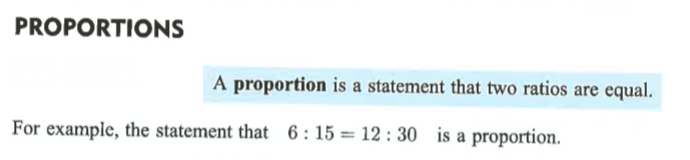 PROPORTIONS
A proportion is a statement that two ratios are equal.
For example, the statement that 6 : 15 = 12 : 30 is a proportion.